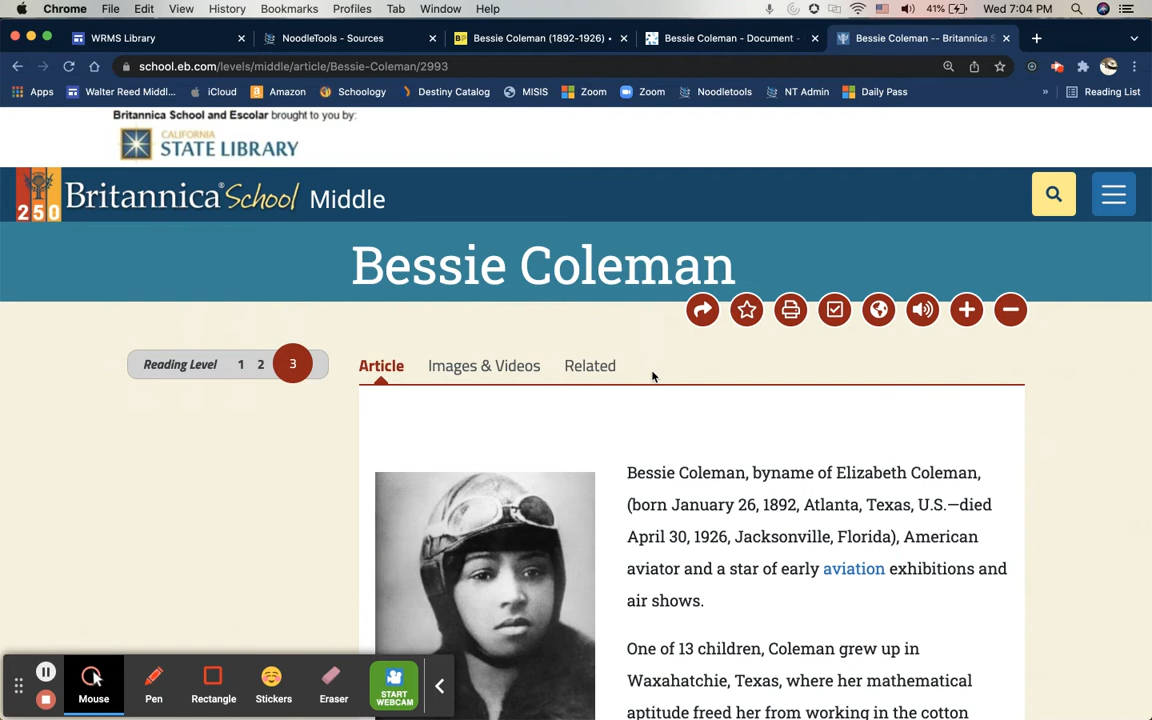 Chrome File Edit View History Bookmarks Profiles Tab Window Help 41% Wed 7:04 PM
WRMS Library NoodleTools - Sources Bessie Coleman (1892-1926) • Bessie Coleman - Document - Bessie Coleman -- Britannica S
school.eb.com/levels/middle/article/Bessie-Coleman/2993
Apps Walter Reed Middl... iCloud Amazon Schoology Destiny Catalog MISIS Zoom Zoom Noodletools NT Admin Daily Pass » Reading List
Britannica School and Escolar brought to you by:
CALIFORNIA
STATE LIBRARY
250 Britannica School Middle
Bessie Coleman
Reading Level 1 2 3
Article Images & Videos Related
Bessie Coleman, byname of Elizabeth Coleman,
(born January 26, 1892, Atlanta, Texas, U.S.—died
April 30, 1926, Jacksonville, Florida), American
aviator and a star of early aviation exhibitions and
air shows.
One of 13 children, Coleman grew up in
Waxahatchie, Texas, where her mathematical
aptitude freed her from working in the cotton
Mouse Pen Rectangle Stickers Eraser START
WEBCAM